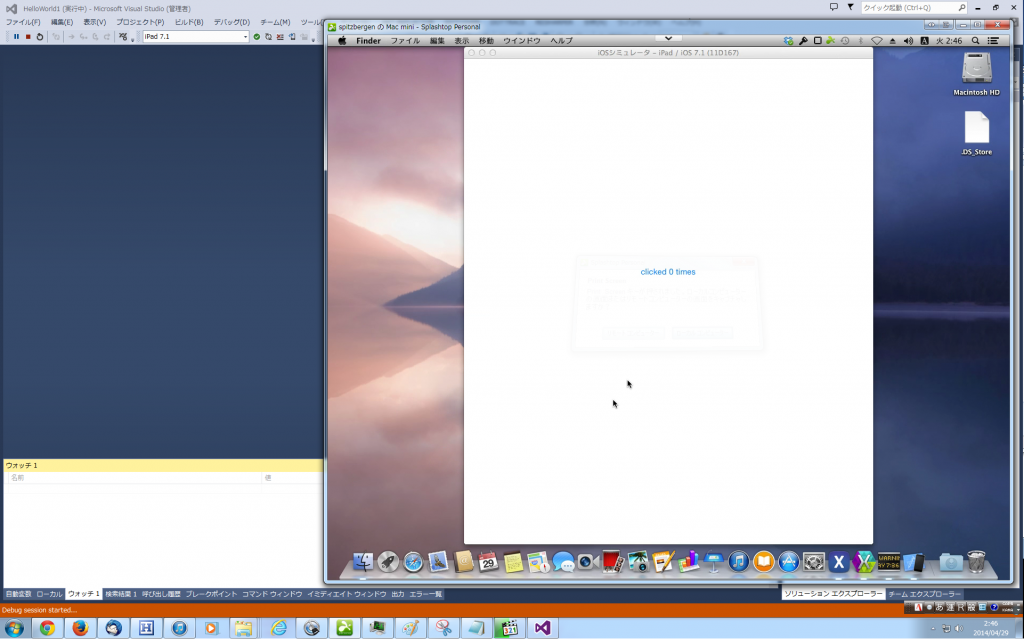 HelloWorld1 (実行中) - Microsoft Visual Studio (管理者)
クイック起動 (Ctrl+Q)
ファイル(F) 編集(E) 表示(V) プロジェクト(P) ビルド(B) デバッグ(D) チーム(M) ツール
iPad 7.1
spitzbergen の Mac mini - Splashtop Personal
Finder ファイル 編集 表示 移動 ウインドウ ヘルプ
火 2:46
iOSシミュレータ - iPad / iOS 7.1 (11D167)
Macintosh HD
.DS_Store
clicked 0 times
ウォッチ 1
名前 値
29
WARNIN
AY 7:86
自動変数 ローカル ウォッチ 1 検索結果 1 呼び出し履歴 ブレークポイント コマンド ウィンドウ イミディエイト ウィンドウ 出力 エラー一覧
ソリューション エクスプローラー チーム エクスプローラー
Debug session started...
321
2:46
2014/04/29